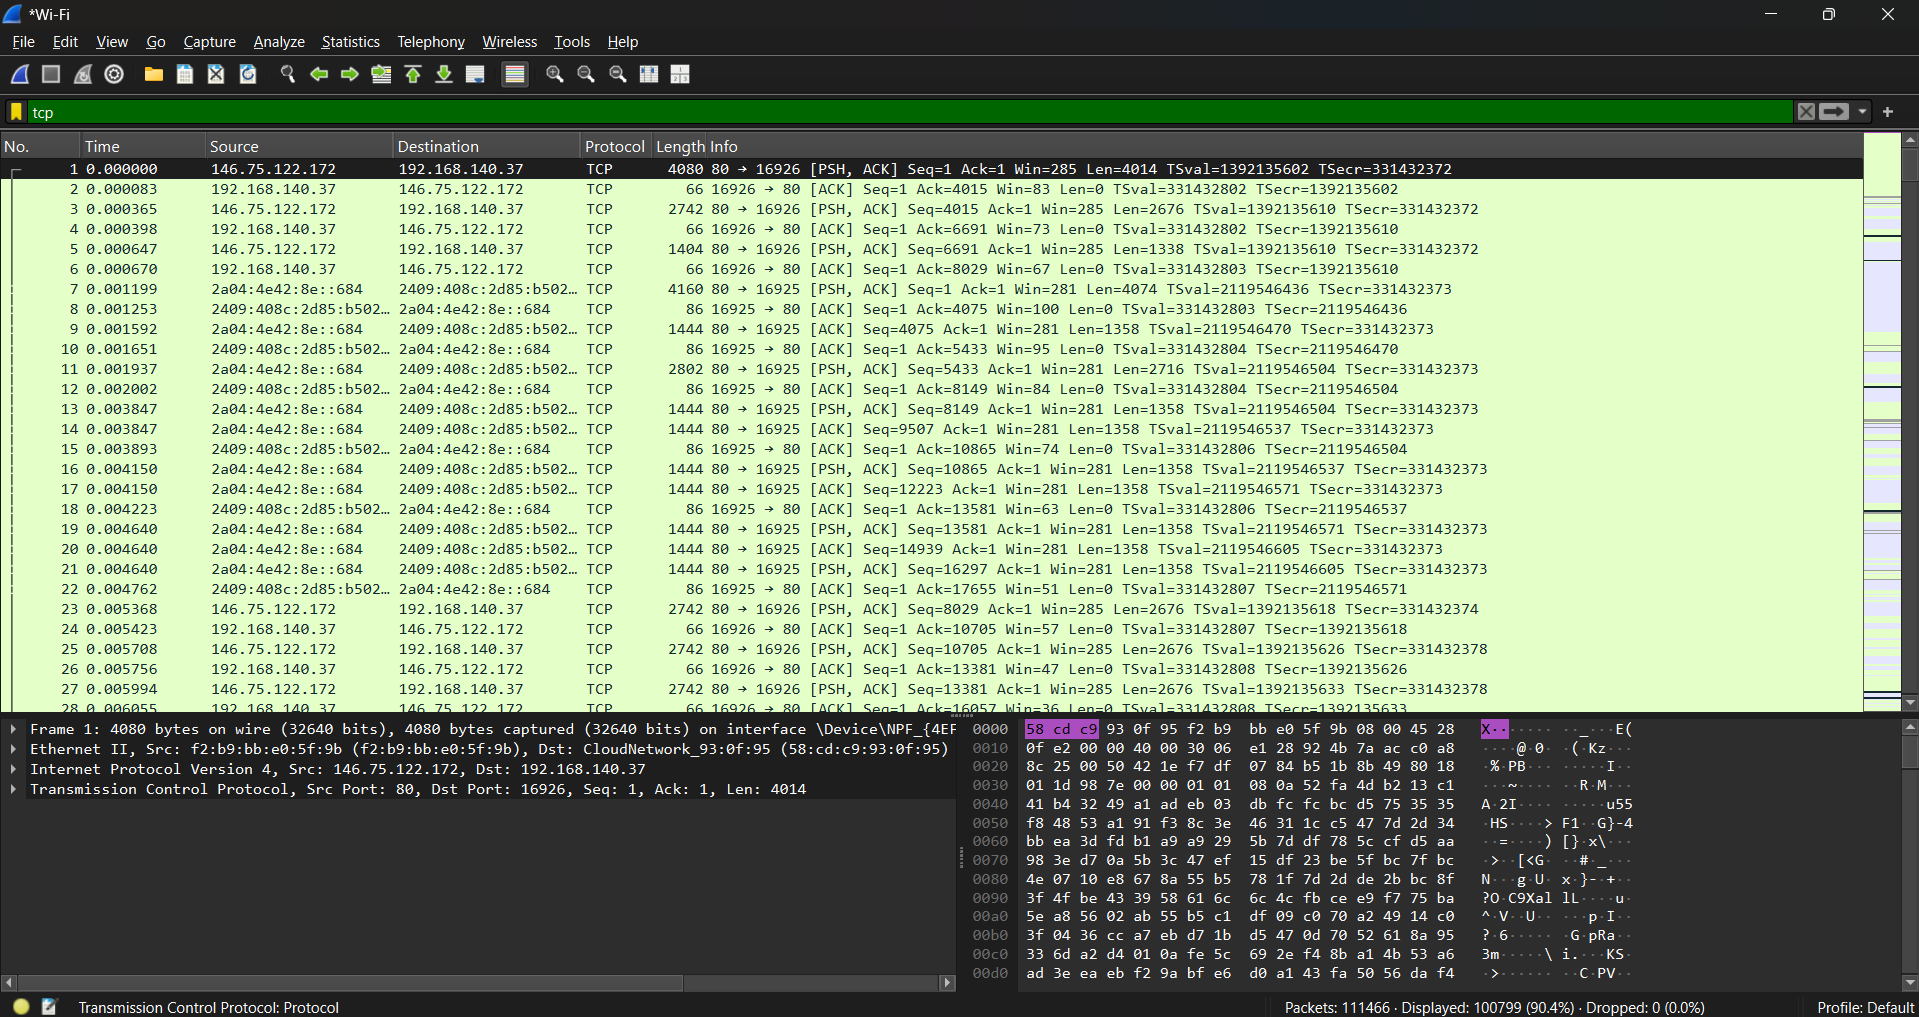 *Wi-Fi
File Edit View Go Capture Analyze Statistics Telephony Wireless Tools Help
tcp
No. Time Source Destination Protocol Length Info
1 0.000000 146.75.122.172 192.168.140.37 TCP 4080 80 → 16926 [PSH, ACK] Seq=1 Ack=1 Win=285 Len=4014 TSval=1392135602 TSecr=331432372
2 0.000083 192.168.140.37 146.75.122.172 TCP 66 16926 → 80 [ACK] Seq=1 Ack=4015 Win=83 Len=0 TSval=331432802 TSecr=1392135602
3 0.000365 146.75.122.172 192.168.140.37 TCP 2742 80 → 16926 [PSH, ACK] Seq=4015 Ack=1 Win=285 Len=2676 TSval=1392135610 TSecr=331432372
4 0.000398 192.168.140.37 146.75.122.172 TCP 66 16926 → 80 [ACK] Seq=1 Ack=6691 Win=73 Len=0 TSval=331432802 TSecr=1392135610
5 0.000647 146.75.122.172 192.168.140.37 TCP 1404 80 → 16926 [PSH, ACK] Seq=6691 Ack=1 Win=285 Len=1338 TSval=1392135610 TSecr=331432372
6 0.000670 192.168.140.37 146.75.122.172 TCP 66 16926 → 80 [ACK] Seq=1 Ack=8029 Win=67 Len=0 TSval=331432803 TSecr=1392135610
7 0.001199 2a04:4e42:8e::684 2409:408c:2d85:b502… TCP 4160 80 → 16925 [PSH, ACK] Seq=1 Ack=1 Win=281 Len=4074 TSval=2119546436 TSecr=331432373
8 0.001253 2409:408c:2d85:b502… 2a04:4e42:8e::684 TCP 86 16925 → 80 [ACK] Seq=1 Ack=4075 Win=100 Len=0 TSval=331432803 TSecr=2119546436
9 0.001592 2a04:4e42:8e::684 2409:408c:2d85:b502… TCP 1444 80 → 16925 [ACK] Seq=4075 Ack=1 Win=281 Len=1358 TSval=2119546470 TSecr=331432373
10 0.001651 2409:408c:2d85:b502… 2a04:4e42:8e::684 TCP 86 16925 → 80 [ACK] Seq=1 Ack=5433 Win=95 Len=0 TSval=331432804 TSecr=2119546470
11 0.001937 2a04:4e42:8e::684 2409:408c:2d85:b502… TCP 2802 80 → 16925 [PSH, ACK] Seq=5433 Ack=1 Win=281 Len=2716 TSval=2119546504 TSecr=331432373
12 0.002002 2409:408c:2d85:b502… 2a04:4e42:8e::684 TCP 86 16925 → 80 [ACK] Seq=1 Ack=8149 Win=84 Len=0 TSval=331432804 TSecr=2119546504
13 0.003847 2a04:4e42:8e::684 2409:408c:2d85:b502… TCP 1444 80 → 16925 [PSH, ACK] Seq=8149 Ack=1 Win=281 Len=1358 TSval=2119546504 TSecr=331432373
14 0.003847 2a04:4e42:8e::684 2409:408c:2d85:b502… TCP 1444 80 → 16925 [ACK] Seq=9507 Ack=1 Win=281 Len=1358 TSval=2119546537 TSecr=331432373
15 0.003893 2409:408c:2d85:b502… 2a04:4e42:8e::684 TCP 86 16925 → 80 [ACK] Seq=1 Ack=10865 Win=74 Len=0 TSval=331432806 TSecr=2119546504
16 0.004150 2a04:4e42:8e::684 2409:408c:2d85:b502… TCP 1444 80 → 16925 [PSH, ACK] Seq=10865 Ack=1 Win=281 Len=1358 TSval=2119546537 TSecr=331432373
17 0.004150 2a04:4e42:8e::684 2409:408c:2d85:b502… TCP 1444 80 → 16925 [ACK] Seq=12223 Ack=1 Win=281 Len=1358 TSval=2119546571 TSecr=331432373
18 0.004223 2409:408c:2d85:b502… 2a04:4e42:8e::684 TCP 86 16925 → 80 [ACK] Seq=1 Ack=13581 Win=63 Len=0 TSval=331432806 TSecr=2119546537
19 0.004640 2a04:4e42:8e::684 2409:408c:2d85:b502… TCP 1444 80 → 16925 [PSH, ACK] Seq=13581 Ack=1 Win=281 Len=1358 TSval=2119546571 TSecr=331432373
20 0.004640 2a04:4e42:8e::684 2409:408c:2d85:b502… TCP 1444 80 → 16925 [ACK] Seq=14939 Ack=1 Win=281 Len=1358 TSval=2119546605 TSecr=331432373
21 0.004640 2a04:4e42:8e::684 2409:408c:2d85:b502… TCP 1444 80 → 16925 [PSH, ACK] Seq=16297 Ack=1 Win=281 Len=1358 TSval=2119546605 TSecr=331432373
22 0.004762 2409:408c:2d85:b502… 2a04:4e42:8e::684 TCP 86 16925 → 80 [ACK] Seq=1 Ack=17655 Win=51 Len=0 TSval=331432807 TSecr=2119546571
23 0.005368 146.75.122.172 192.168.140.37 TCP 2742 80 → 16926 [PSH, ACK] Seq=8029 Ack=1 Win=285 Len=2676 TSval=1392135618 TSecr=331432374
24 0.005423 192.168.140.37 146.75.122.172 TCP 66 16926 → 80 [ACK] Seq=1 Ack=10705 Win=57 Len=0 TSval=331432807 TSecr=1392135618
25 0.005708 146.75.122.172 192.168.140.37 TCP 2742 80 → 16926 [PSH, ACK] Seq=10705 Ack=1 Win=285 Len=2676 TSval=1392135626 TSecr=331432378
26 0.005756 192.168.140.37 146.75.122.172 TCP 66 16926 → 80 [ACK] Seq=1 Ack=13381 Win=47 Len=0 TSval=331432808 TSecr=1392135626
27 0.005994 146.75.122.172 192.168.140.37 TCP 2742 80 → 16926 [PSH, ACK] Seq=13381 Ack=1 Win=285 Len=2676 TSval=1392135633 TSecr=331432378
28 0.006055 192.168.140.37 146.75.122.172 TCP 66 16926 → 80 [ACK] Seq=1 Ack=16057 Win=36 Len=0 TSval=331432808 TSecr=1392135633
Frame 1: 4080 bytes on wire (32640 bits), 4080 bytes captured (32640 bits) on interface \Device\NPF_{4EF
Ethernet II, Src: f2:b9:bb:e0:5f:9b (f2:b9:bb:e0:5f:9b), Dst: CloudNetwork_93:0f:95 (58:cd:c9:93:0f:95)
Internet Protocol Version 4, Src: 146.75.122.172, Dst: 192.168.140.37
Transmission Control Protocol, Src Port: 80, Dst Port: 16926, Seq: 1, Ack: 1, Len: 4014
0000 58 cd c9 93 0f 95 f2 b9 bb e0 5f 9b 08 00 45 28 X·· ····· ··_···E(
0010 0f e2 00 00 40 00 30 06 e1 28 92 4b 7a ac c0 a8 ····@·0· ·(·Kz···
0020 8c 25 00 50 42 1e f7 df 07 84 b5 1b 8b 49 80 18 ·%·PB··· ·····I··
0030 01 1d 98 7e 00 00 01 01 08 0a 52 fa 4d b2 13 c1 ···~···· ··R·M···
0040 41 b4 32 49 a1 ad eb 03 db fc fc bc d5 75 35 35 A·2I···· ·····u55
0050 f8 48 53 a1 91 f3 8c 3e 46 31 1c c5 47 7d 2d 34 ·HS····> F1··G}-4
0060 bb ea 3d fd b1 a9 a9 29 5b 7d df 78 5c cf d5 aa ··=····) [}·x\···
0070 98 3e d7 0a 5b 3c 47 ef 15 df 23 be 5f bc 7f bc ·>··[<G· ··#·_···
0080 4e 07 10 e8 67 8a 55 b5 78 1f 7d 2d de 2b bc 8f N···g·U· x·}-·+··
0090 3f 4f be 43 39 58 61 6c 6c 4c fb ce e9 f7 75 ba ?O·C9Xal lL····u·
00a0 5e a8 56 02 ab 55 b5 c1 df 09 c0 70 a2 49 14 c0 ^·V··U·· ···p·I··
00b0 3f 04 36 cc a7 eb d7 1b d5 47 0d 70 52 61 8a 95 ?·6····· ·G·pRa··
00c0 33 6d a2 d4 01 0a fe 5c 69 2e f4 8b a1 4b 53 a6 3m·····\ i.···KS·
00d0 ad 3e ea eb f2 9a bf e6 d0 a1 43 fa 50 56 da f4 ·>······ ··C·PV··
Transmission Control Protocol: Protocol
Packets: 111466 · Displayed: 100799 (90.4%) · Dropped: 0 (0.0%)
Profile: Default